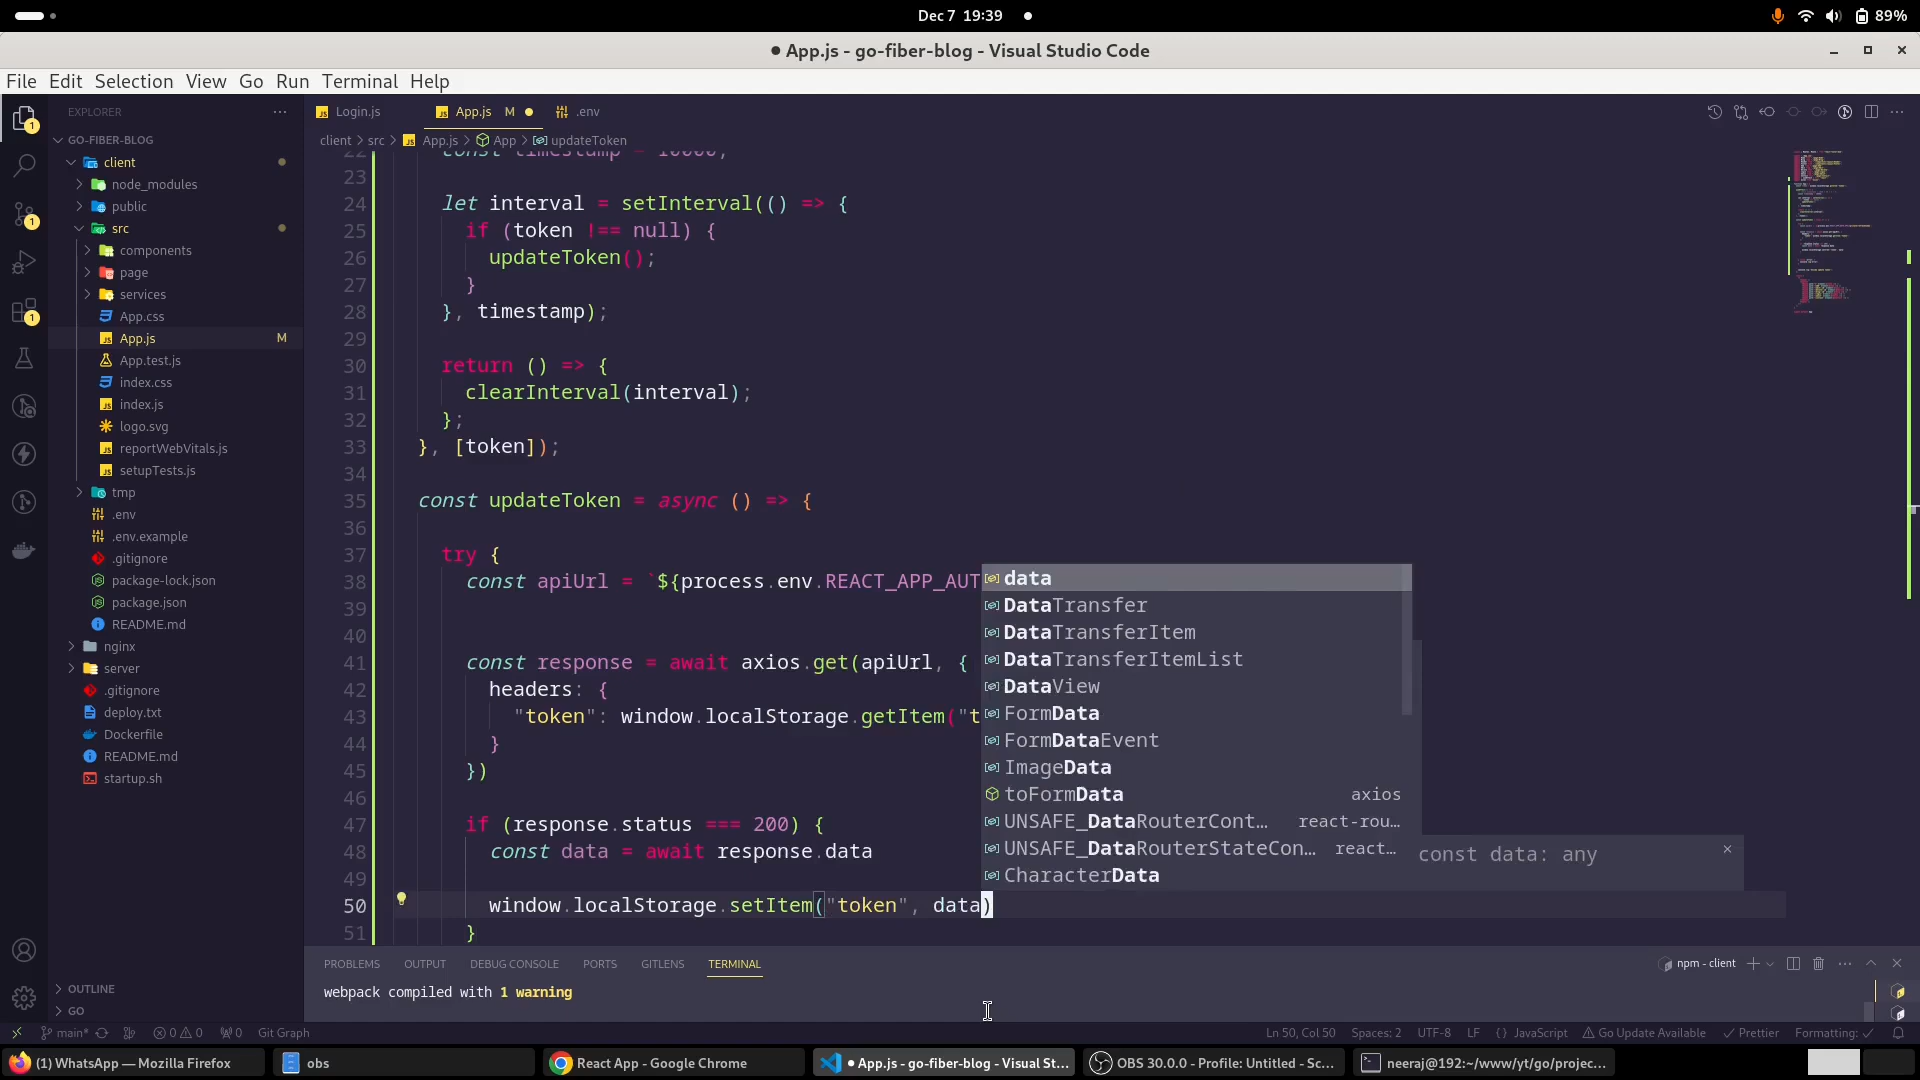 Dec 7 19:39
89%
● App.js - go-fiber-blog - Visual Studio Code
File Edit Selection View Go Run Terminal Help
EXPLORER
GO-FIBER-BLOG
client
node_modules
public
src
components
page
services
App.css
App.js M
App.test.js
index.css
index.js
logo.svg
reportWebVitals.js
setupTests.js
tmp
.env
.env.example
.gitignore
package-lock.json
package.json
README.md
nginx
server
.gitignore
deploy.txt
Dockerfile
README.md
startup.sh
OUTLINE
GO
Login.js
App.js M
.env
client > src > App.js > App > updateToken
22 const timestamp = 10000;
23
24 let interval = setInterval(() => {
25 if (token !== null) {
26 updateToken();
27 }
28 }, timestamp);
29
30 return () => {
31 clearInterval(interval);
32 };
33 }, [token]);
34
35 const updateToken = async () => {
36
37 try {
38 const apiUrl = `${process.env.REACT_APP_AUT
39
40
41 const response = await axios.get(apiUrl, {
42 headers: {
43 "token": window.localStorage.getItem("t
44 }
45 })
46
47 if (response.status === 200) {
48 const data = await response.data
49
50 window.localStorage.setItem("token", data)
51 }
data
DataTransfer
DataTransferItem
DataTransferItemList
DataView
FormData
FormDataEvent
ImageData
toFormData axios
UNSAFE_DataRouterCont… react-rou…
UNSAFE_DataRouterStateCon… react…
CharacterData
const data: any
PROBLEMS OUTPUT DEBUG CONSOLE PORTS GITLENS TERMINAL
npm - client
webpack compiled with 1 warning
main* 0 0 0 Git Graph
Ln 50, Col 50 Spaces: 2 UTF-8 LF {} JavaScript Go Update Available Prettier Formatting: ✓
(1) WhatsApp — Mozilla Firefox
obs
React App - Google Chrome
● App.js - go-fiber-blog - Visual St...
OBS 30.0.0 - Profile: Untitled - Sc...
neeraj@192:~/www/yt/go/projec...